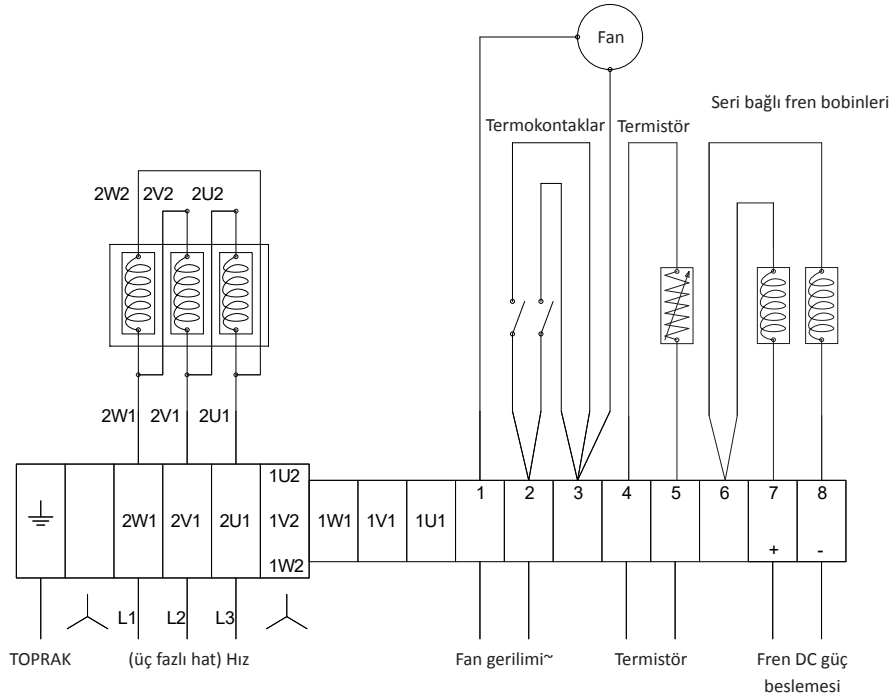 Fan
Seri bağlı fren bobinleri
Termokontaklar Termistör
2W2 2V2 2U2
2W1 2V1 2U1
1U2
1 2 3 4 5 6 7 8
2W1 2V1 2U1 1V2 1W1 1V1 1U1
+ -
1W2
L1 L2 L3
TOPRAK (üç fazlı hat) Hız Fan gerilimi~ Termistör Fren DC güç
beslemesi